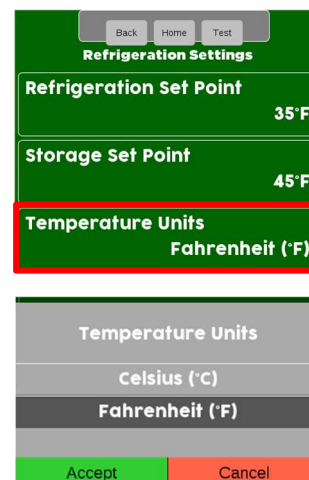 Back Home Test
Refrigeration Settings
Refrigeration Set Point
35°F
Storage Set Point
45°F
Temperature Units
Fahrenheit (°F)
Temperature Units
Celsius (°C)
Fahrenheit (°F)
Accept Cancel